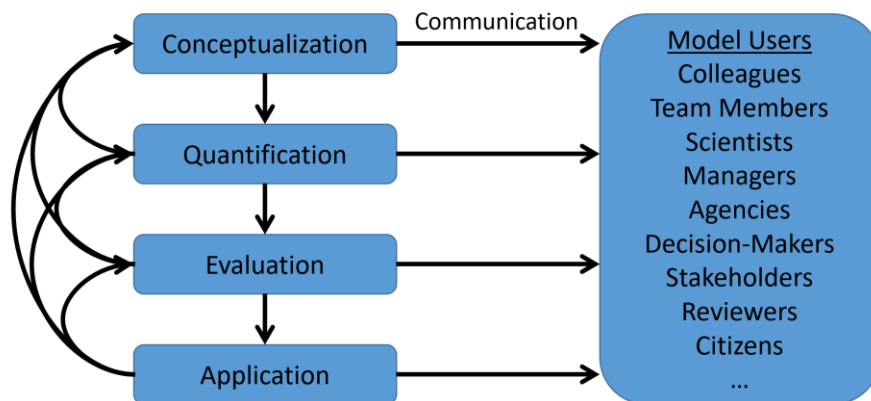 Conceptualization
Communication
Quantification
Evaluation
Application
Model Users
Colleagues
Team Members
Scientists
Managers
Agencies
Decision-Makers
Stakeholders
Reviewers
Citizens
...